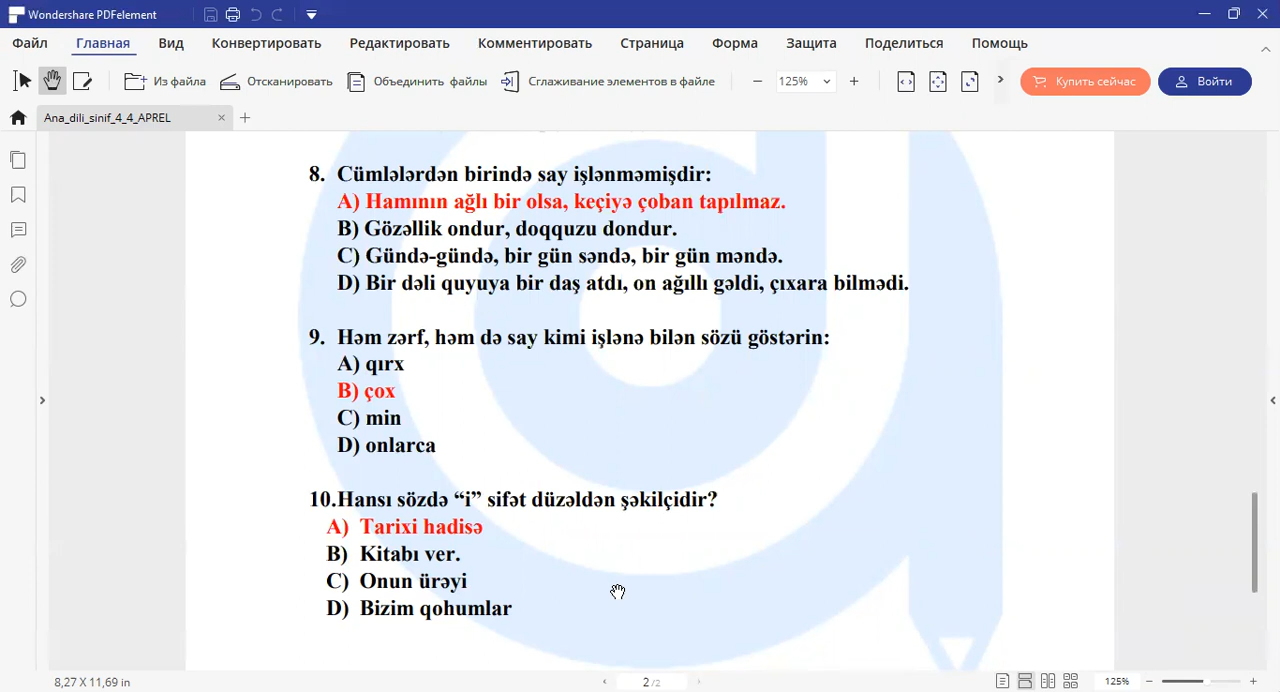 Wondershare PDFelement
Файл Главная Вид Конвертировать Редактировать Комментировать Страница Форма Защита Поделиться Помощь
Из файла Отсканировать Объединить файлы Сглаживание элементов в файле 125% Купить сейчас Войти
Ana_dili_sinif_4_4_APREL
8. Cümlələrdən birində say işlənməmişdir:
A) Hamının ağlı bir olsa, keçiyə çoban tapılmaz.
B) Gözəllik ondur, doqquzu dondur.
C) Gündə-gündə, bir gün səndə, bir gün məndə.
D) Bir dəli quyuya bir daş atdı, on ağıllı gəldi, çıxara bilmədi.
9. Həm zərf, həm də say kimi işlənə bilən sözü göstərin:
A) qırx
B) çox
C) min
D) onlarca
10.Hansı sözdə “i” sifət düzəldən şəkilçidir?
A) Tarixi hadisə
B) Kitabı ver.
C) Onun ürəyi
D) Bizim qohumlar
8,27 X 11,69 in 2/2 125%